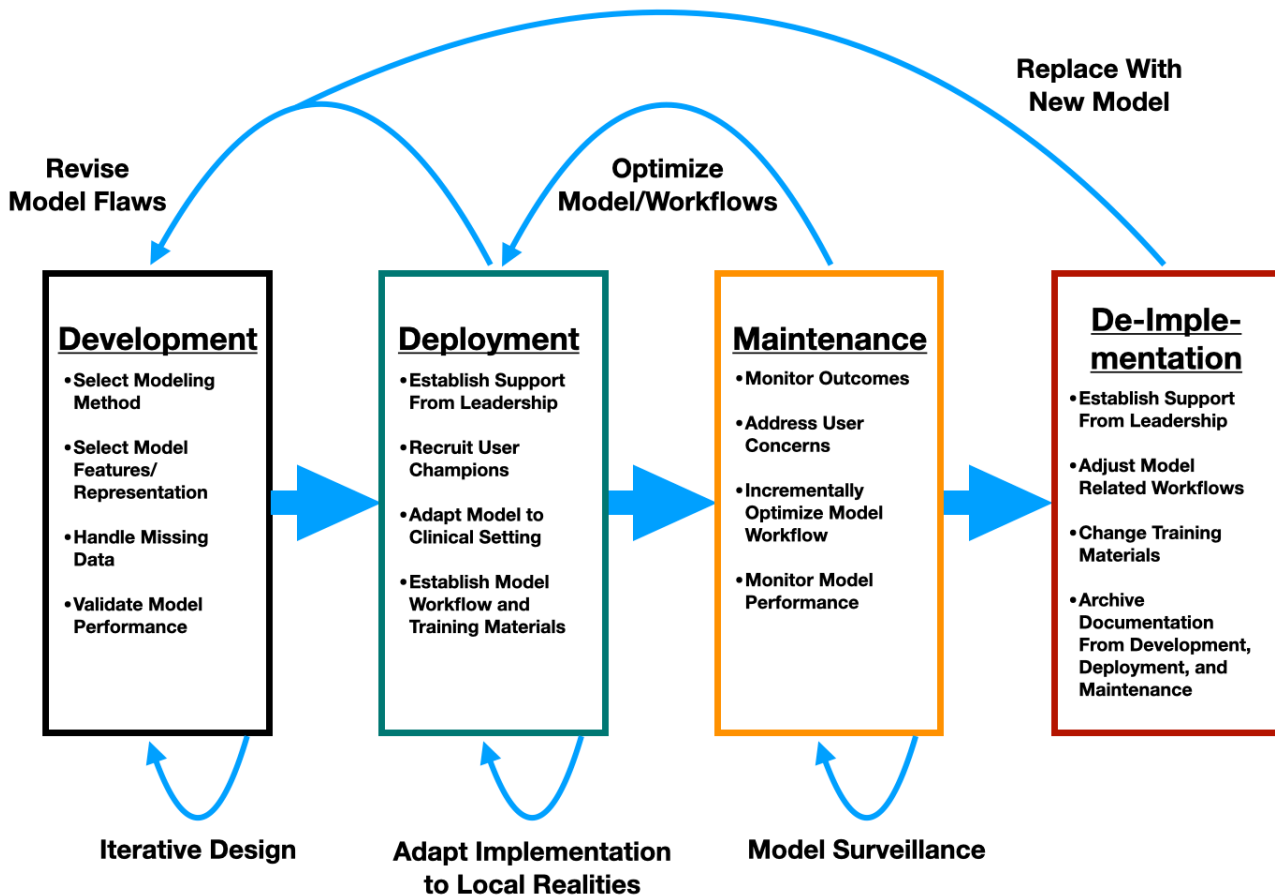 Replace With
New Model
Revise
Model Flaws
Optimize
Model/Workflows
Development
•Select Modeling
Method
•Select Model
Features/
Representation
•Handle Missing
Data
•Validate Model
Performance
Deployment
•Establish Support
From Leadership
•Recruit User
Champions
•Adapt Model to
Clinical Setting
•Establish Model
Workflow and
Training Materials
Maintenance
•Monitor Outcomes
•Address User
Concerns
•Incrementally
Optimize Model
Workflow
•Monitor Model
Performance
De-Imple-
mentation
•Establish Support
From Leadership
•Adjust Model
Related Workflows
•Change Training
Materials
•Archive
Documentation
From Development,
Deployment, and
Maintenance
Iterative Design
Adapt Implementation
to Local Realities
Model Surveillance